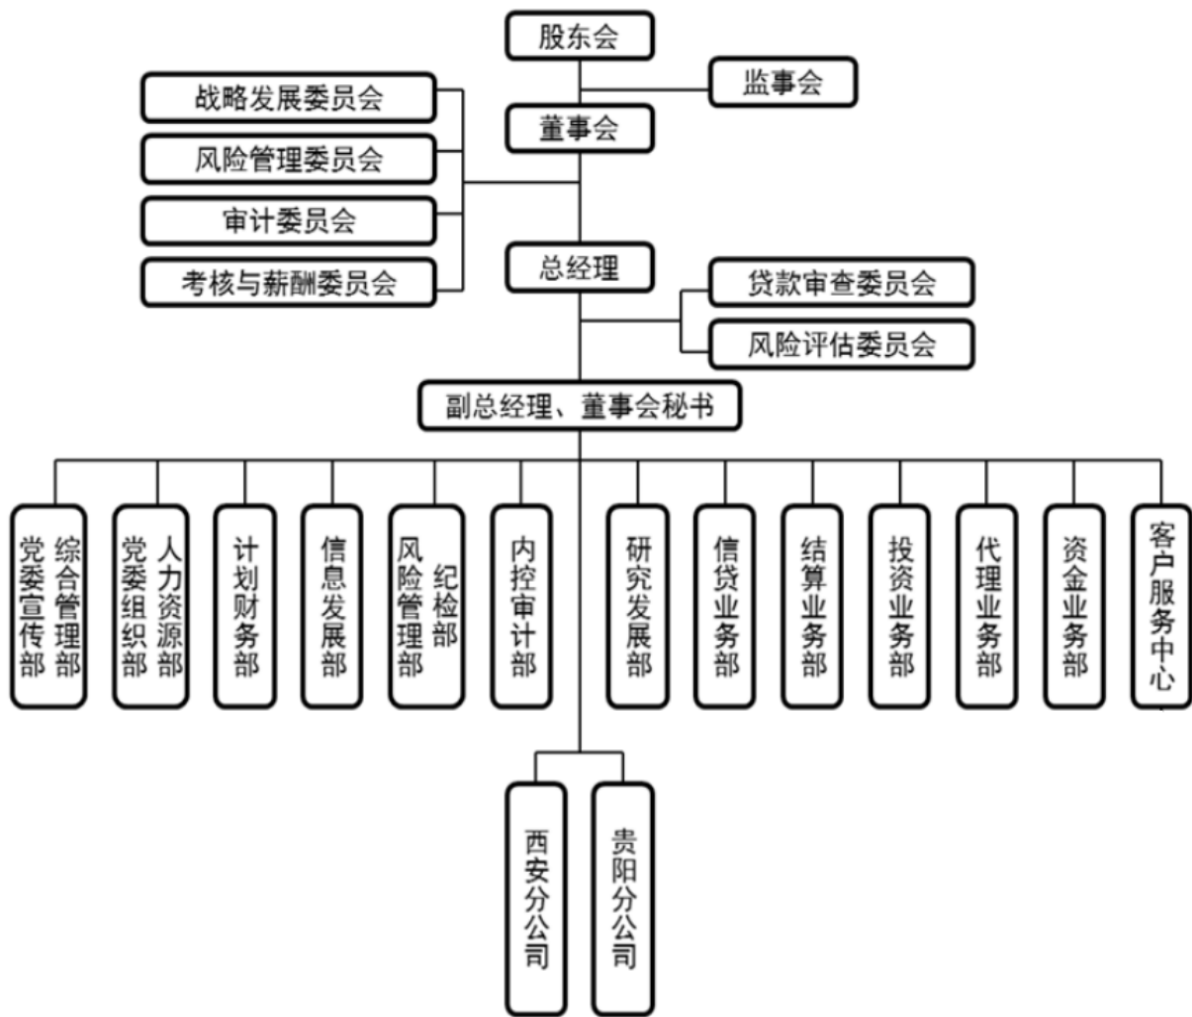 股东会
监事会
战略发展委员会
董事会
风险管理委员会
审计委员会
总经理
考核与薪酬委员会
贷款审查委员会
风险评估委员会
副总经理、董事会秘书
党委宣传部
综合管理部
党委组织部
人力资源部
计划财务部
信息发展部
风险管理部
纪检部
内控审计部
研究发展部
信贷业务部
结算业务部
投资业务部
代理业务部
资金业务部
客户服务中心
西安分公司
贵阳分公司